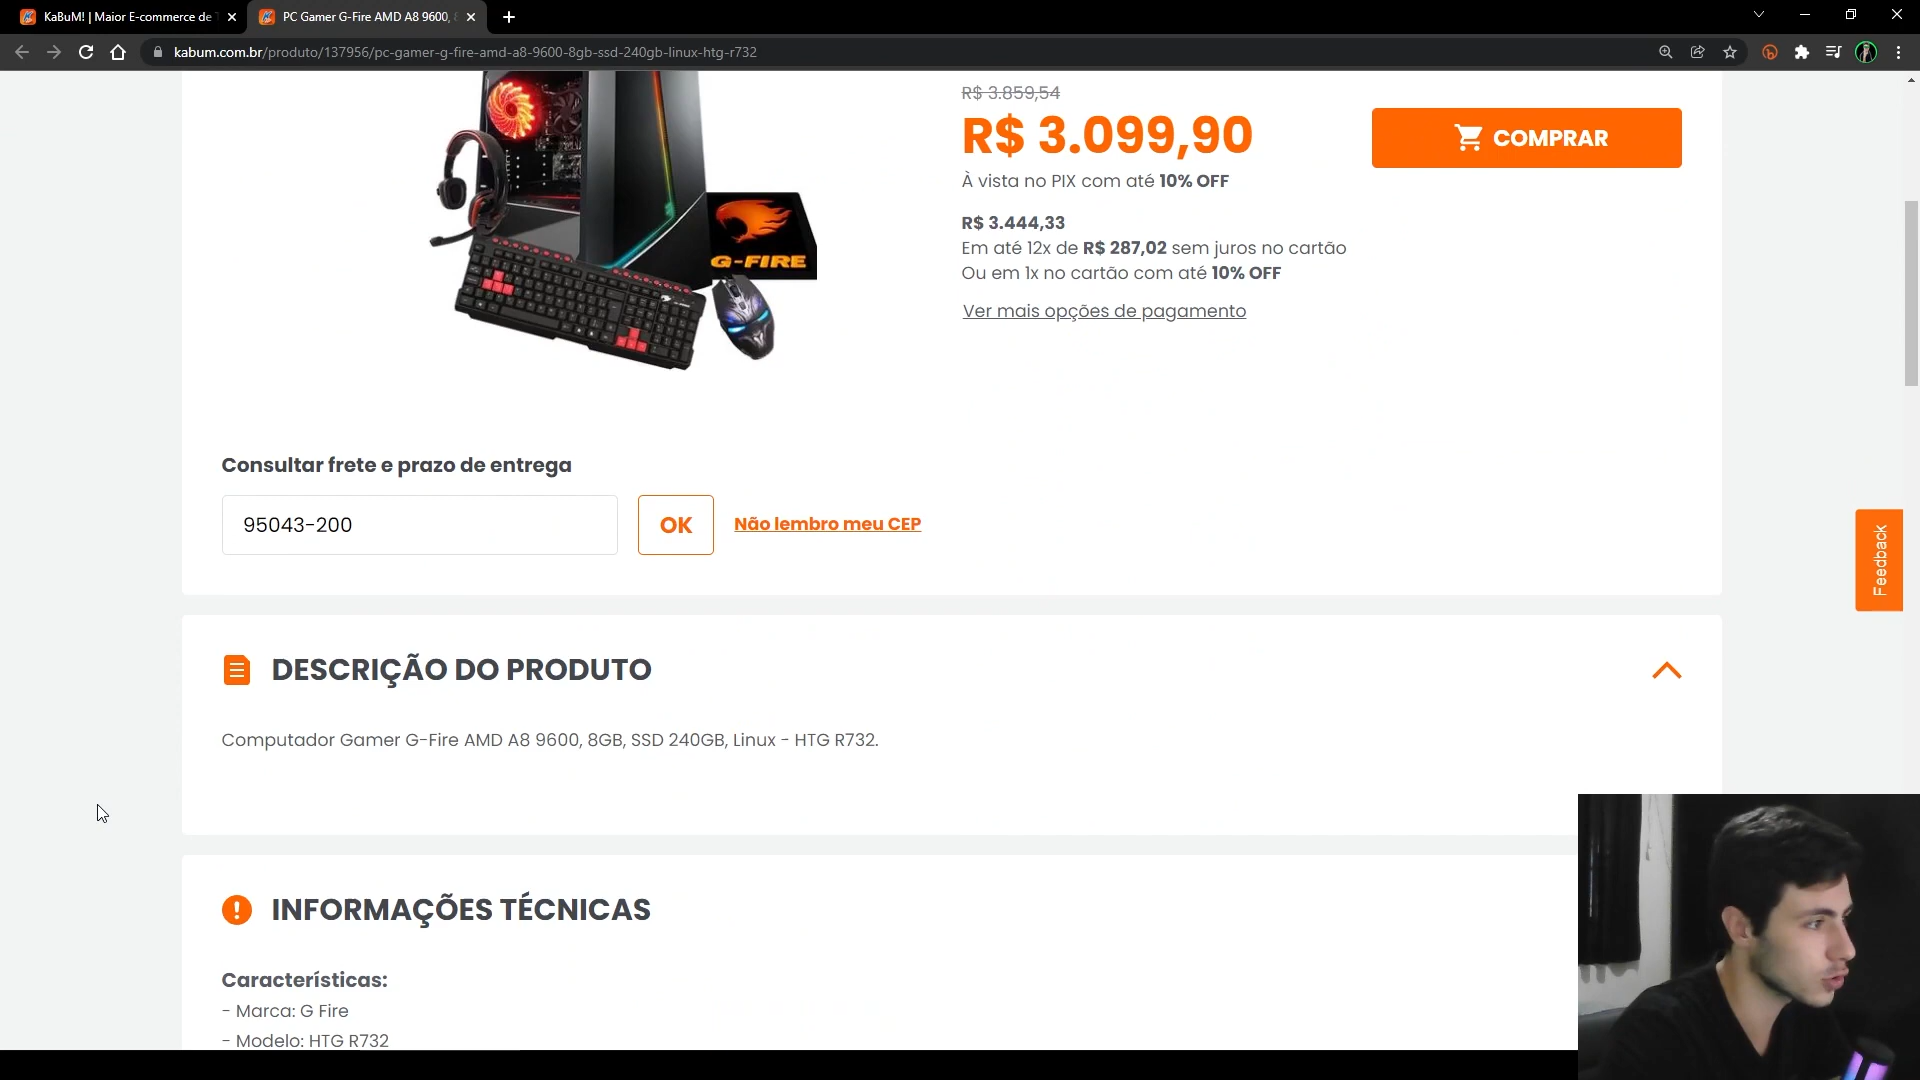 KaBuM! | Maior E-commerce de
PC Gamer G-Fire AMD A8 9600,
kabum.com.br/produto/137956/pc-gamer-g-fire-amd-a8-9600-8gb-ssd-240gb-linux-htg-r732
R$ 3.859,54
R$ 3.099,90
COMPRAR
À vista no PIX com até 10% OFF
R$ 3.444,33
Em até 12x de R$ 287,02 sem juros no cartão
Ou em 1x no cartão com até 10% OFF
Ver mais opções de pagamento
G-FIRE
Consultar frete e prazo de entrega
95043-200
OK
Não lembro meu CEP
Feedback
DESCRIÇÃO DO PRODUTO
Computador Gamer G-Fire AMD A8 9600, 8GB, SSD 240GB, Linux - HTG R732.
INFORMAÇÕES TÉCNICAS
Características:
- Marca: G Fire
- Modelo: HTG R732